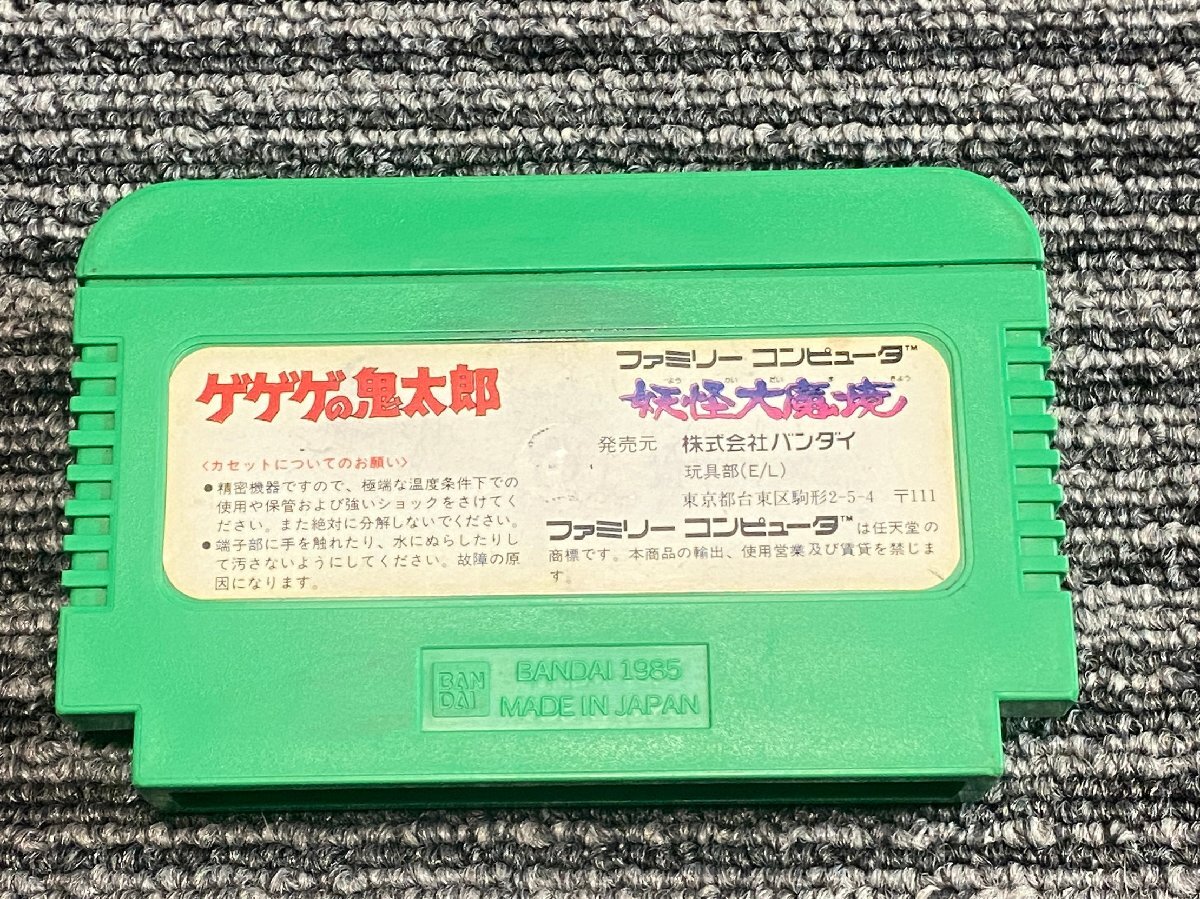 ゲゲゲの鬼太郎
〈カセットについてのお願い〉
●精密機器ですので、極端な温度条件下での
使用や保管および強いショックをさけてく
ださい。また絶対に分解しないでください。
●端子部に手を触れたり、水にぬらしたりし
て汚さないようにしてください。故障の原
因になります。
ファミリー コンピュータ™
よう かい だい ま きょう
妖怪大魔境
発売元 株式会社バンダイ
玩具部(E/L)
東京都台東区駒形2-5-4 〒111
ファミリー コンピュータ™は任天堂の
商標です。本商品の輸出、使用営業及び賃貸を禁じま
す。
BAN
DAI
BANDAI 1985
MADE IN JAPAN